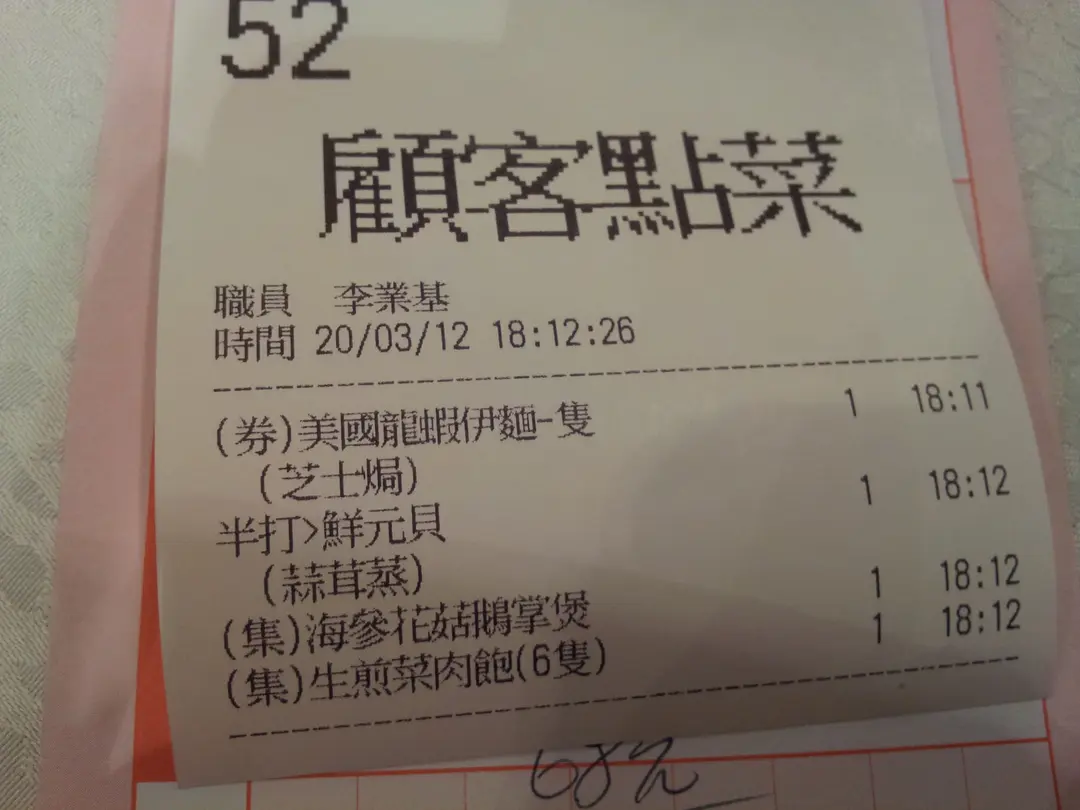 52
顧客點菜
職員 李業基
時間 20/03/12 18:12:26
(券)美國龍蝦伊麵-隻 1 18:11
(芝士焗)
半打>鮮元貝 1 18:12
(蒜茸蒸)
(集)海參花菇鵝掌煲 1 18:12
(集)生煎菜肉飽(6隻) 1 18:12